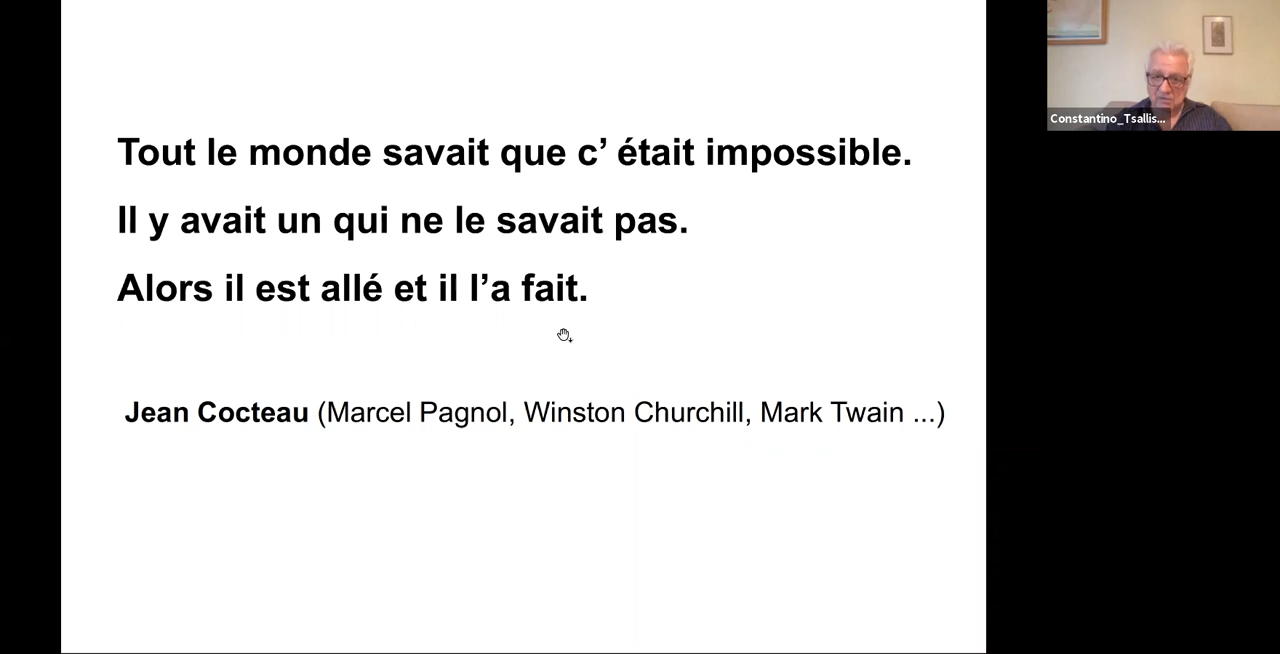 Tout le monde savait que c’ était impossible.
Il y avait un qui ne le savait pas.
Alors il est allé et il l’a fait.
Jean Cocteau (Marcel Pagnol, Winston Churchill, Mark Twain ...)
Constantino_Tsallis...